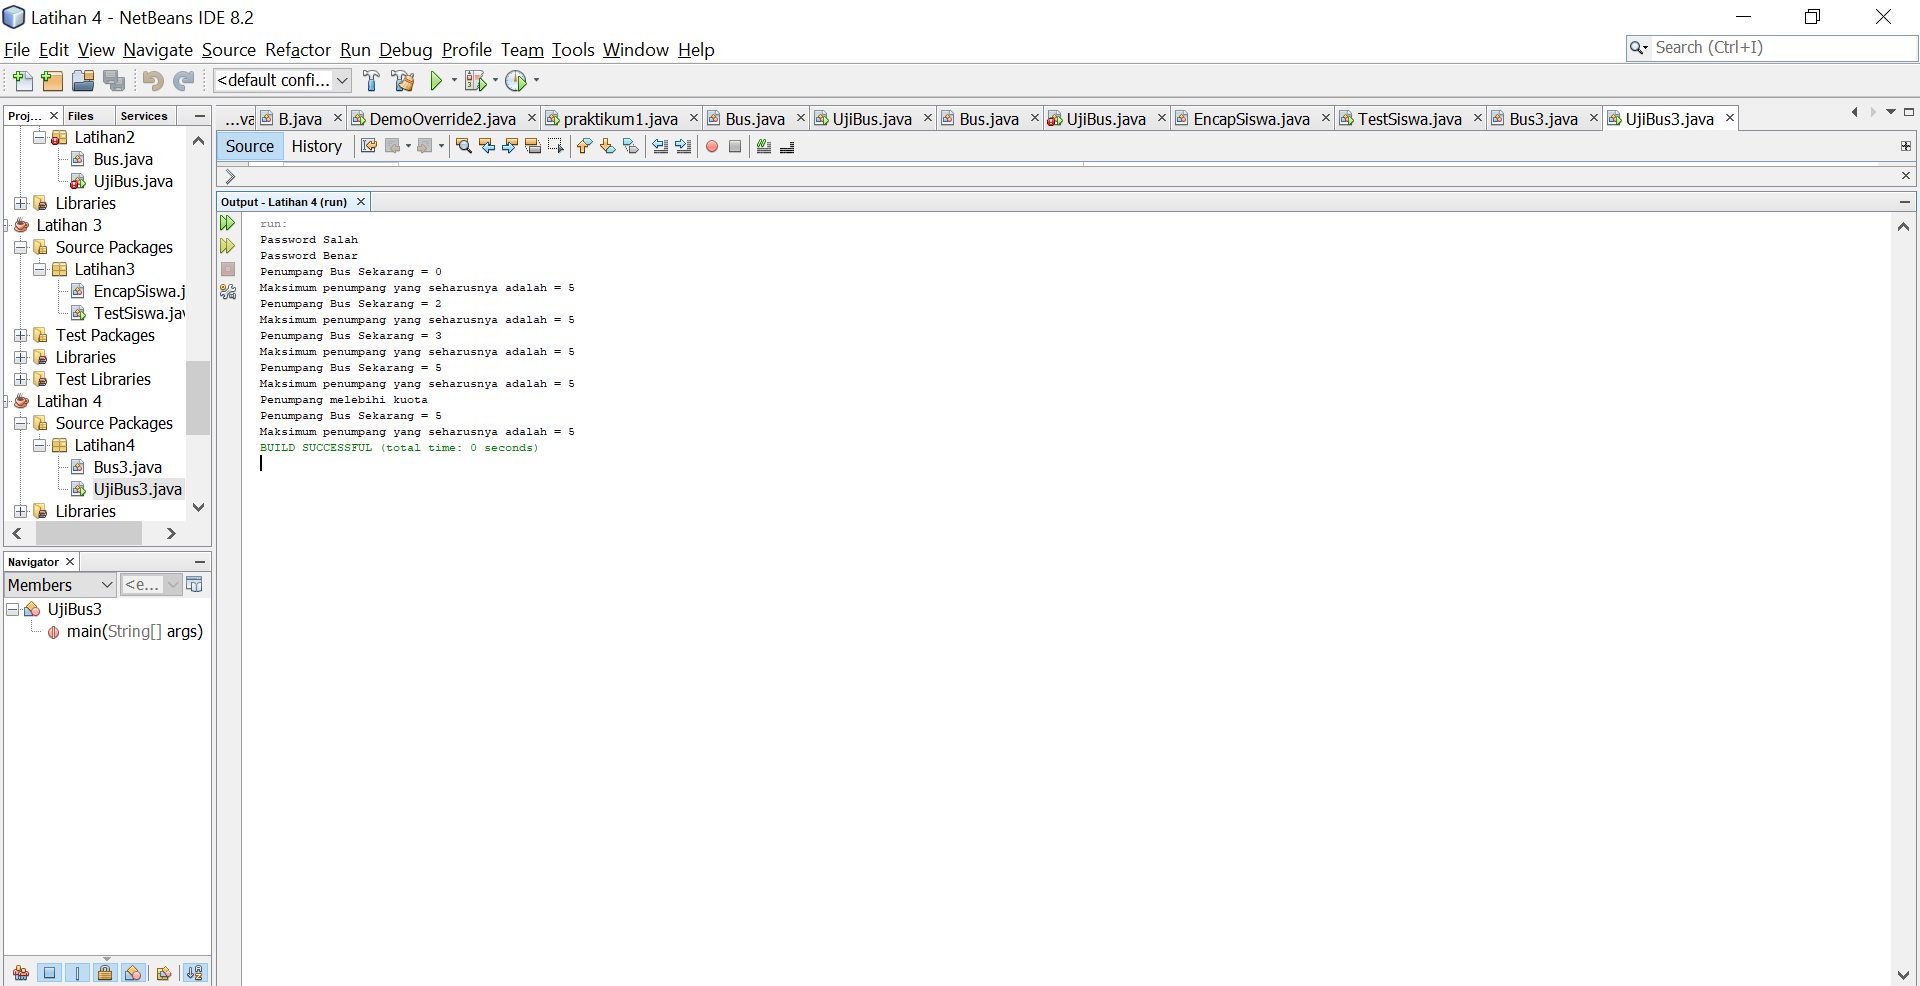 Latihan 4 - NetBeans IDE 8.2
File Edit View Navigate Source Refactor Run Debug Profile Team Tools Window Help
Search (Ctrl+I)
<default confi...
Proj... Files Services
...va B.java DemoOverride2.java praktikum1.java Bus.java UjiBus.java Bus.java UjiBus.java EncapSiswa.java TestSiswa.java Bus3.java UjiBus3.java
Source History
Latihan2
Bus.java
UjiBus.java
Libraries
Latihan 3
Source Packages
Latihan3
EncapSiswa.j
TestSiswa.jav
Test Packages
Libraries
Test Libraries
Latihan 4
Source Packages
Latihan4
Bus3.java
UjiBus3.java
Libraries
Navigator
Members <e...
UjiBus3
main(String[] args)
Output - Latihan 4 (run)
run:
Password Salah
Password Benar
Penumpang Bus Sekarang = 0
Maksimum penumpang yang seharusnya adalah = 5
Penumpang Bus Sekarang = 2
Maksimum penumpang yang seharusnya adalah = 5
Penumpang Bus Sekarang = 3
Maksimum penumpang yang seharusnya adalah = 5
Penumpang Bus Sekarang = 5
Maksimum penumpang yang seharusnya adalah = 5
Penumpang melebihi kuota
Penumpang Bus Sekarang = 5
Maksimum penumpang yang seharusnya adalah = 5
BUILD SUCCESSFUL (total time: 0 seconds)